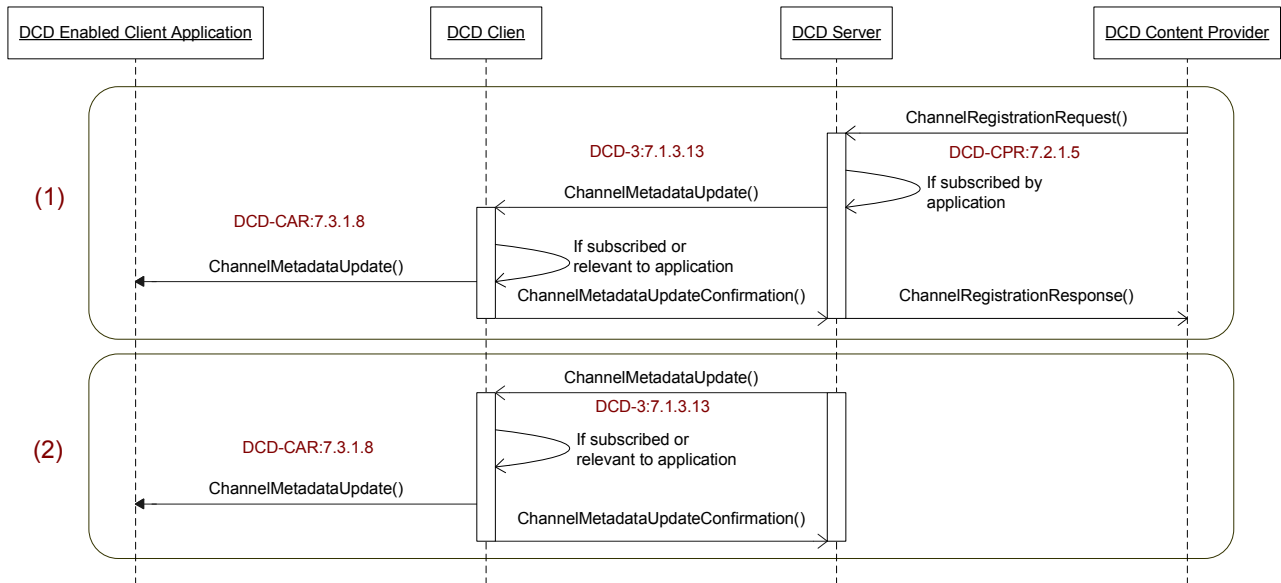 DCD Enabled Client Application
DCD Clien
DCD Server
DCD Content Provider
(1)
ChannelRegistrationRequest()
DCD-3:7.1.3.13
DCD-CPR:7.2.1.5
If subscribed by
application
ChannelMetadataUpdate()
DCD-CAR:7.3.1.8
If subscribed or
relevant to application
ChannelMetadataUpdate()
ChannelMetadataUpdateConfirmation()
ChannelRegistrationResponse()
(2)
ChannelMetadataUpdate()
DCD-3:7.1.3.13
DCD-CAR:7.3.1.8
If subscribed or
relevant to application
ChannelMetadataUpdate()
ChannelMetadataUpdateConfirmation()